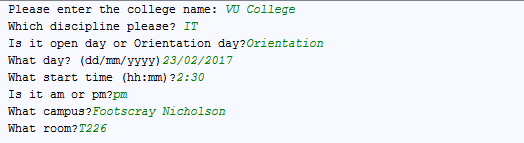 Please enter the college name: VU College
Which discipline please? IT
Is it open day or Orientation day?Orientation
What day? (dd/mm/yyyy)23/02/2017
What start time (hh:mm)?2:30
Is it am or pm?pm
What campus?Footscray Nicholson
What room?T226